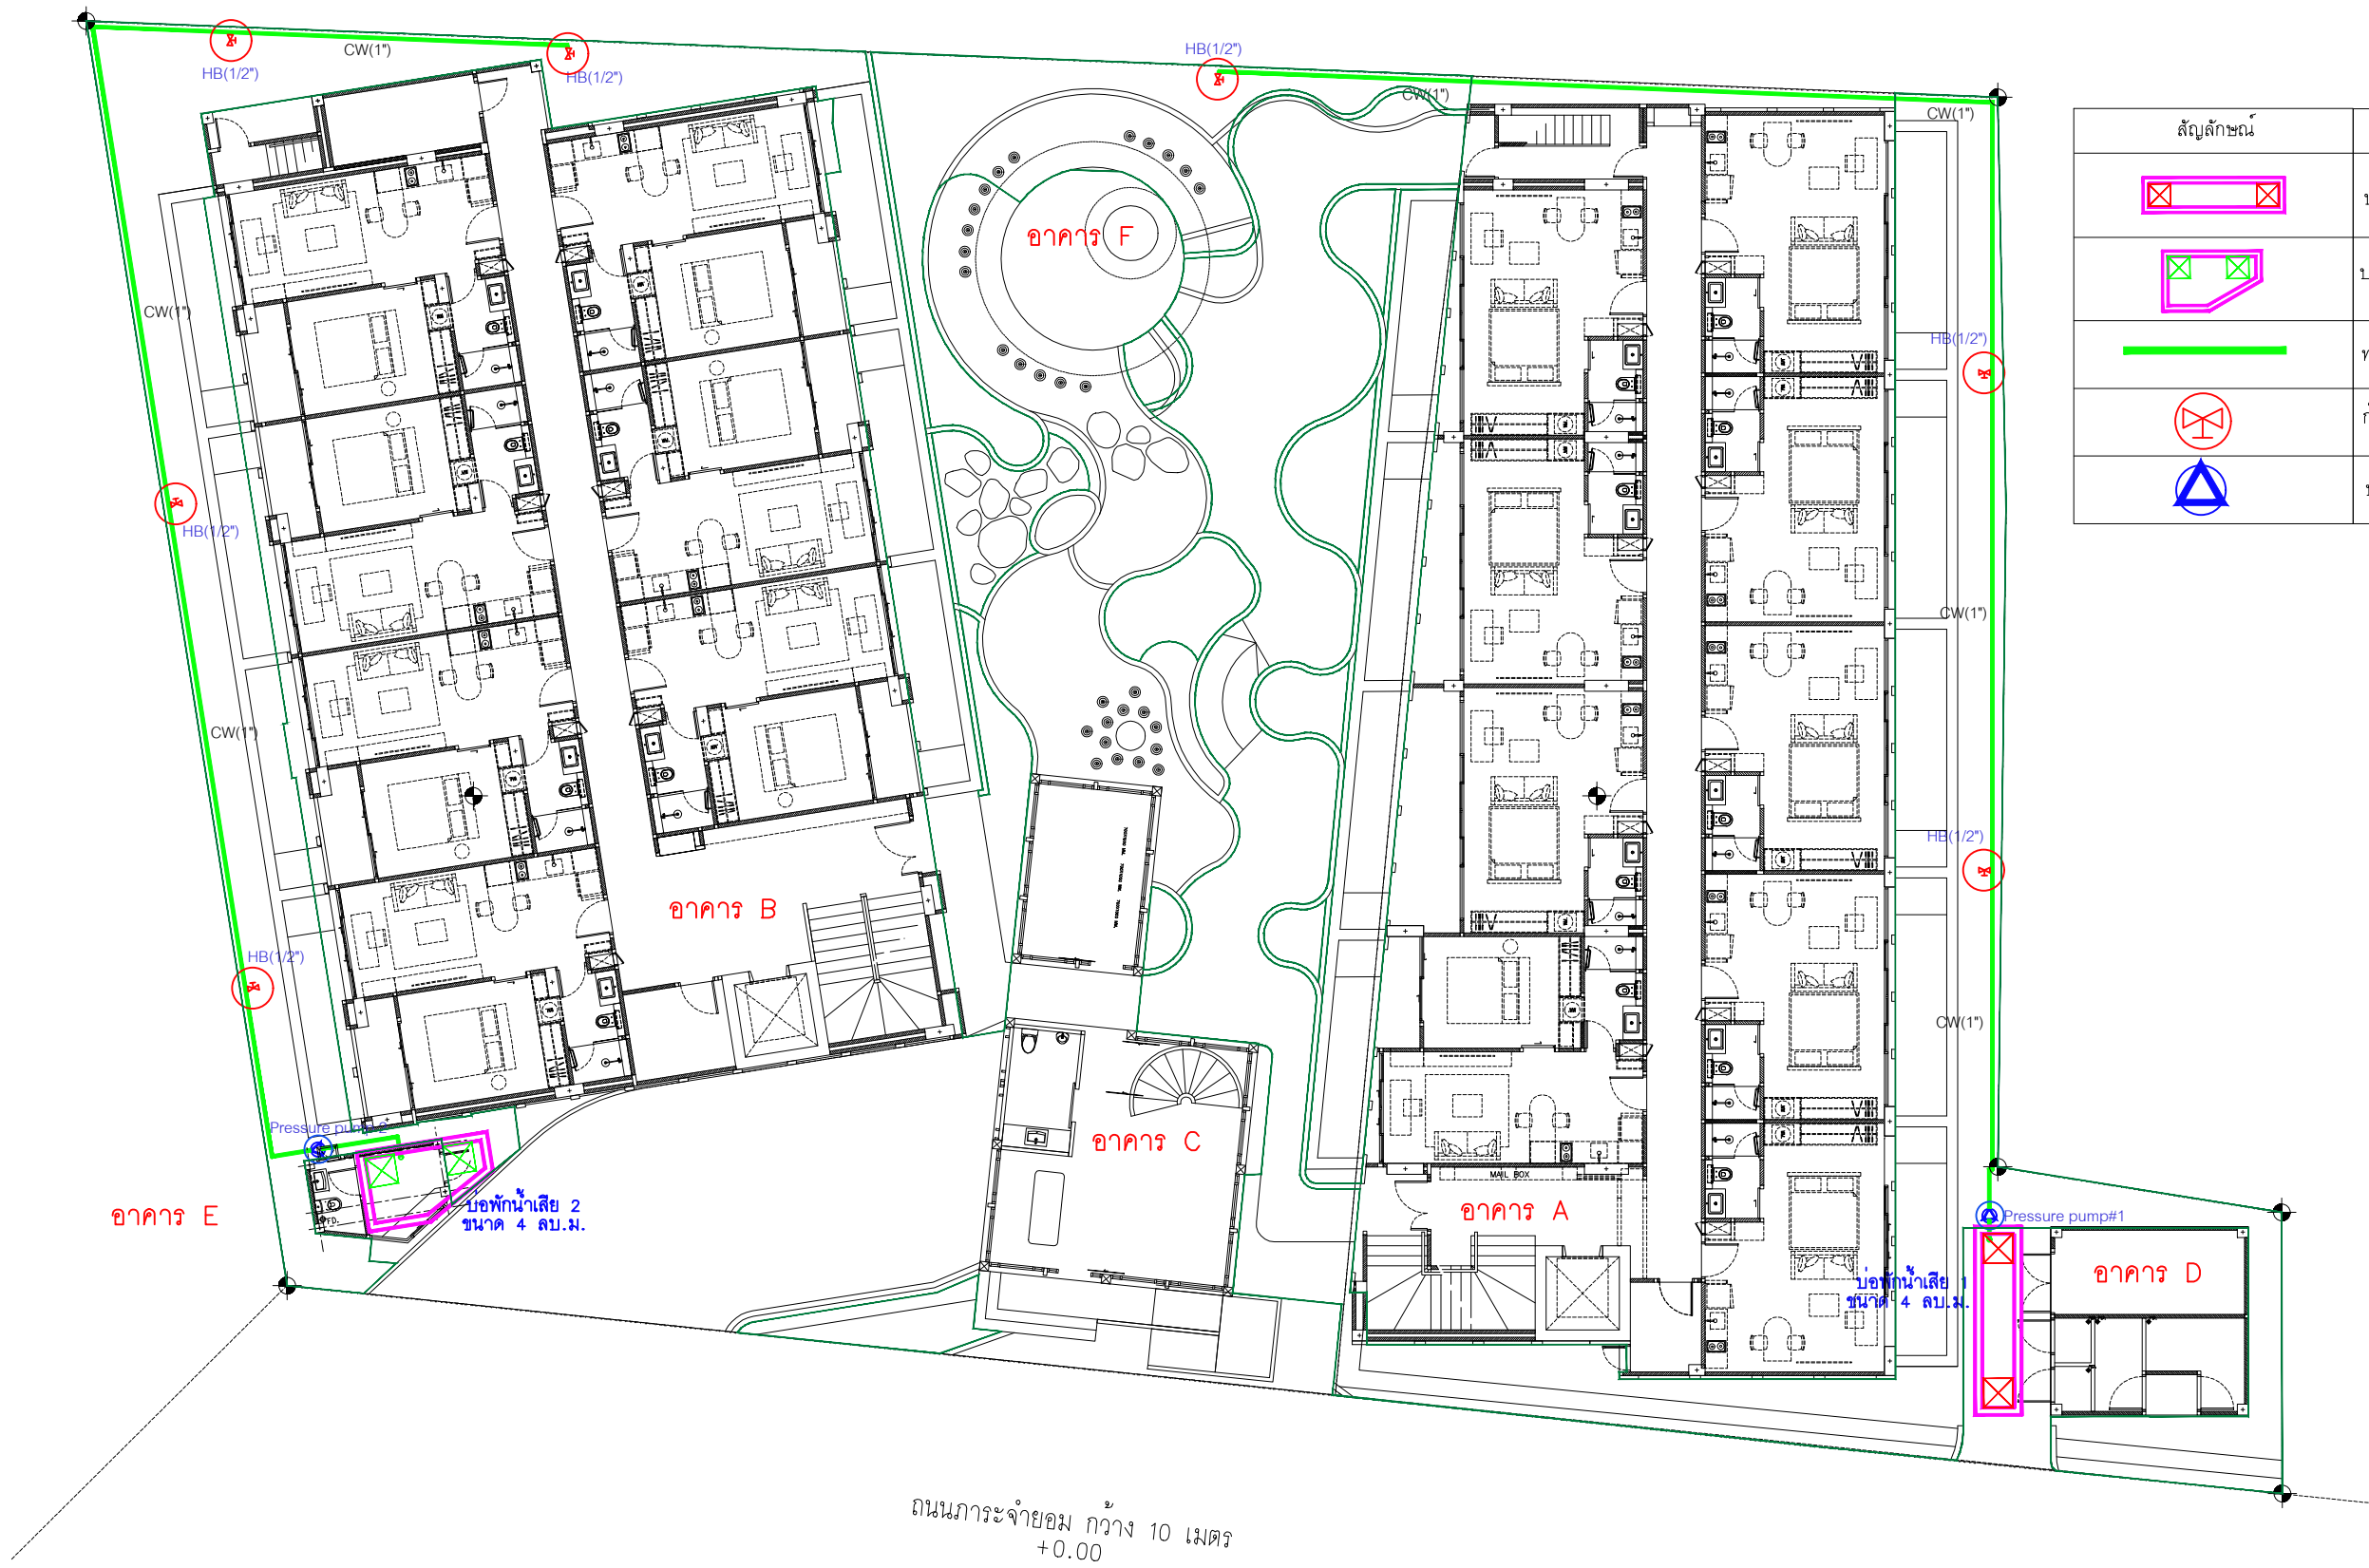 CW(1")
HB(1/2")
HB(1/2")
HB(1/2")
CW(1")
CW(1")
สัญลักษณ์
อาคาร F
CW(1")
HB(1/2")
HB(1/2")
CW(1")
CW(1")
HB(1/2")
อาคาร B
HB(1/2")
CW(1")
Pressure pump 2
อาคาร C
MAIL BOX
อาคาร A
อาคาร E
FD.
บ่อพักน้ำเสีย 2
ขนาด 4 ลบ.ม.
Pressure pump#1
อาคาร D
บ่อพักน้ำเสีย 1
ขนาด 4 ลบ.ม.
ถนนภาระจำยอม กว้าง 10 เมตร
+0.00